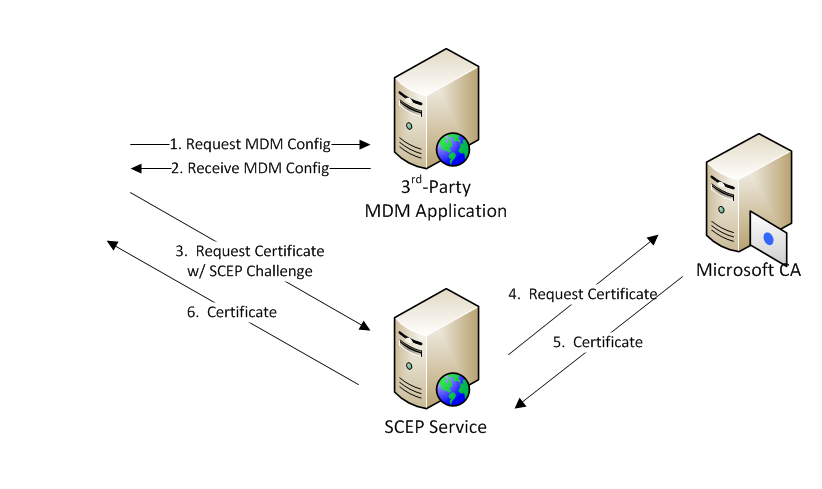 1. Request MDM Config
2. Receive MDM Config
3rd-Party
MDM Application
3. Request Certificate
w/ SCEP Challenge
6. Certificate
4. Request Certificate
5. Certificate
Microsoft CA
SCEP Service